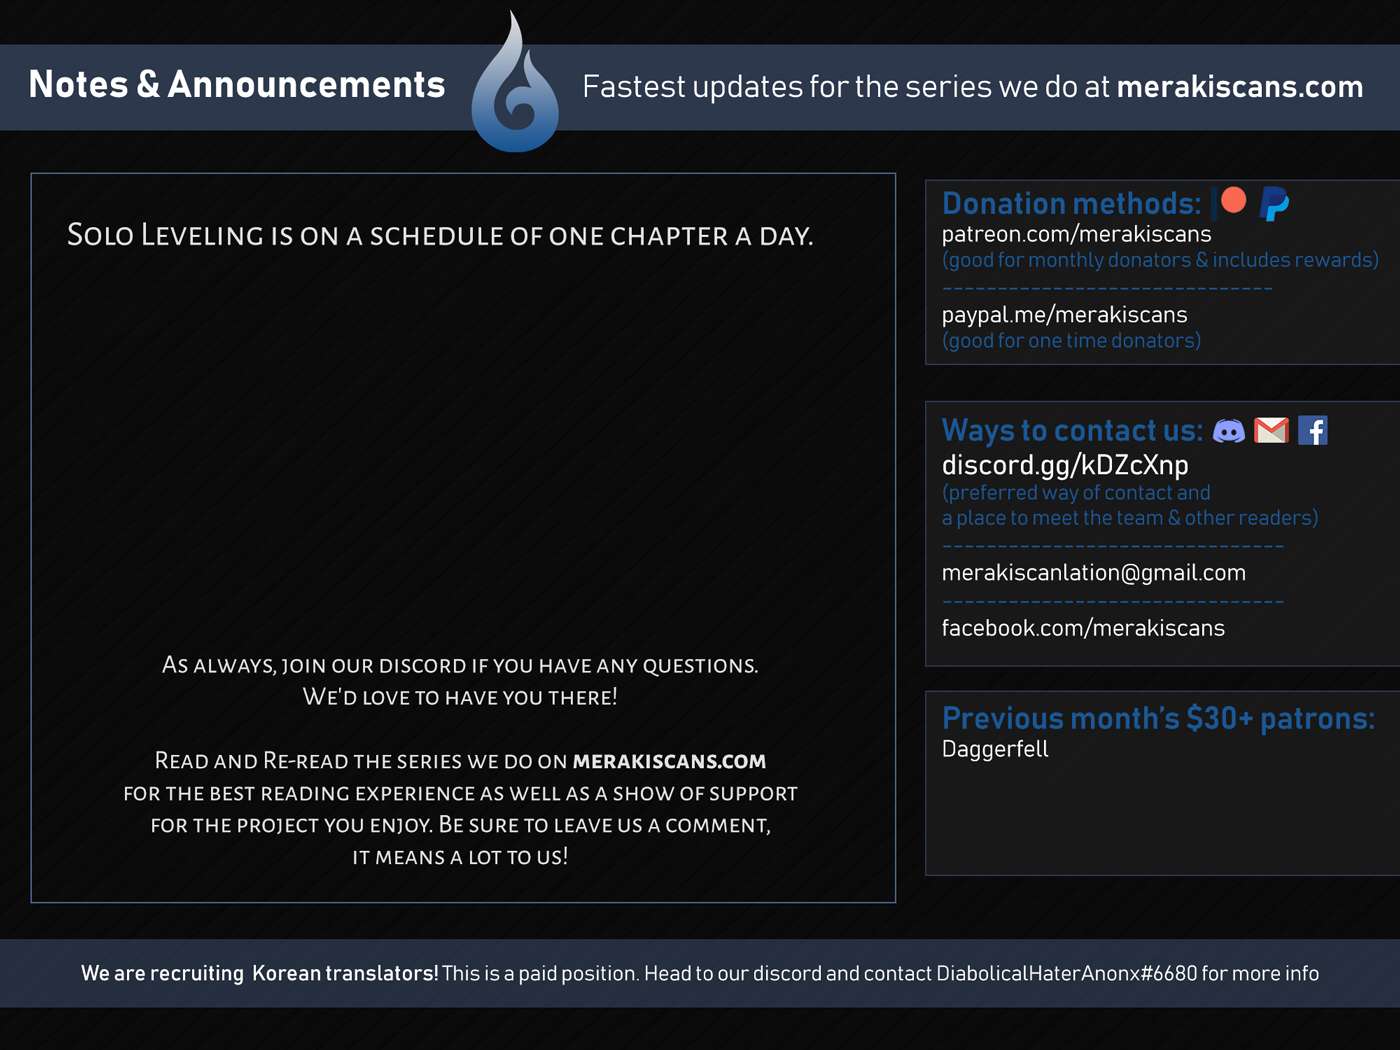 Notes & Announcements
Fastest updates for the series we do at merakiscans.com
Solo Leveling is on a schedule of one chapter a day.
As always, join our discord if you have any questions.
We'd love to have you there!
Read and Re-read the series we do on merakiscans.com
for the best reading experience as well as a show of support
for the project you enjoy. Be sure to leave us a comment,
it means a lot to us!
Donation methods:
patreon.com/merakiscans
(good for monthly donators & includes rewards)
------------------------------
paypal.me/merakiscans
(good for one time donators)
Ways to contact us:
discord.gg/kDZcXnp
(preferred way of contact and
a place to meet the team & other readers)
-------------------------------
merakiscanlation@gmail.com
-------------------------------
facebook.com/merakiscans
Previous month's $30+ patrons:
Daggerfell
We are recruiting Korean translators! This is a paid position. Head to our discord and contact DiabolicalHaterAnonx#6680 for more info